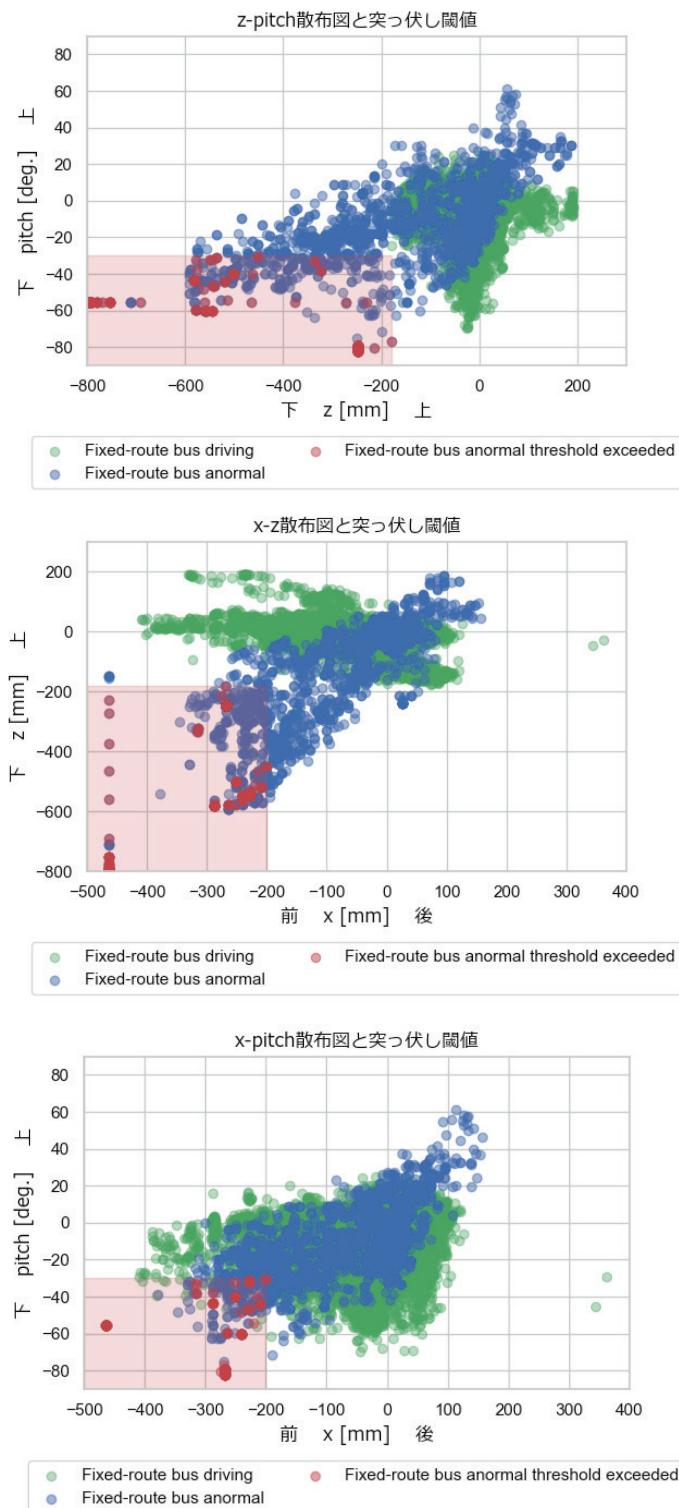 z-pitch散布図と突っ伏し閾値
80
60
40
20
0
−20
−40
−60
−80
下 pitch [deg.] 上
−800 −600 −400 −200 0 200
下 z [mm] 上
Fixed-route bus driving
Fixed-route bus anormal threshold exceeded
Fixed-route bus anormal
x-z散布図と突っ伏し閾値
200
0
−200
−400
−600
−800
下 z [mm] 上
−500 −400 −300 −200 −100 0 100 200 300 400
前 x [mm] 後
Fixed-route bus driving
Fixed-route bus anormal threshold exceeded
Fixed-route bus anormal
x-pitch散布図と突っ伏し閾値
80
60
40
20
0
−20
−40
−60
−80
下 pitch [deg.] 上
−500 −400 −300 −200 −100 0 100 200 300 400
前 x [mm] 後
Fixed-route bus driving
Fixed-route bus anormal threshold exceeded
Fixed-route bus anormal